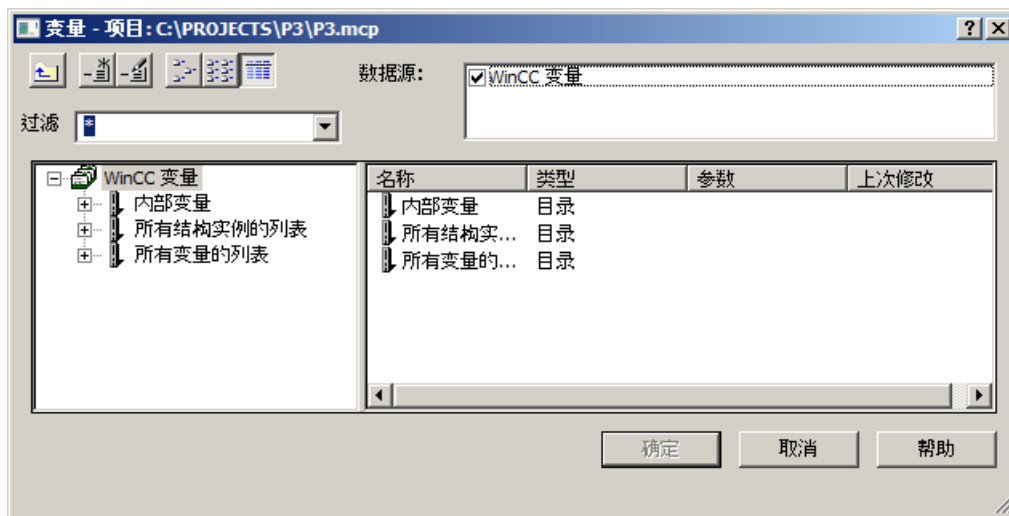 变量 - 项目: C:\PROJECTS\P3\P3.mcp
数据源:
WinCC 变量
过滤
*
WinCC 变量
内部变量
所有结构实例的列表
所有变量的列表
名称 类型 参数 上次修改
内部变量 目录
所有结构实... 目录
所有变量的... 目录
确定 取消 帮助